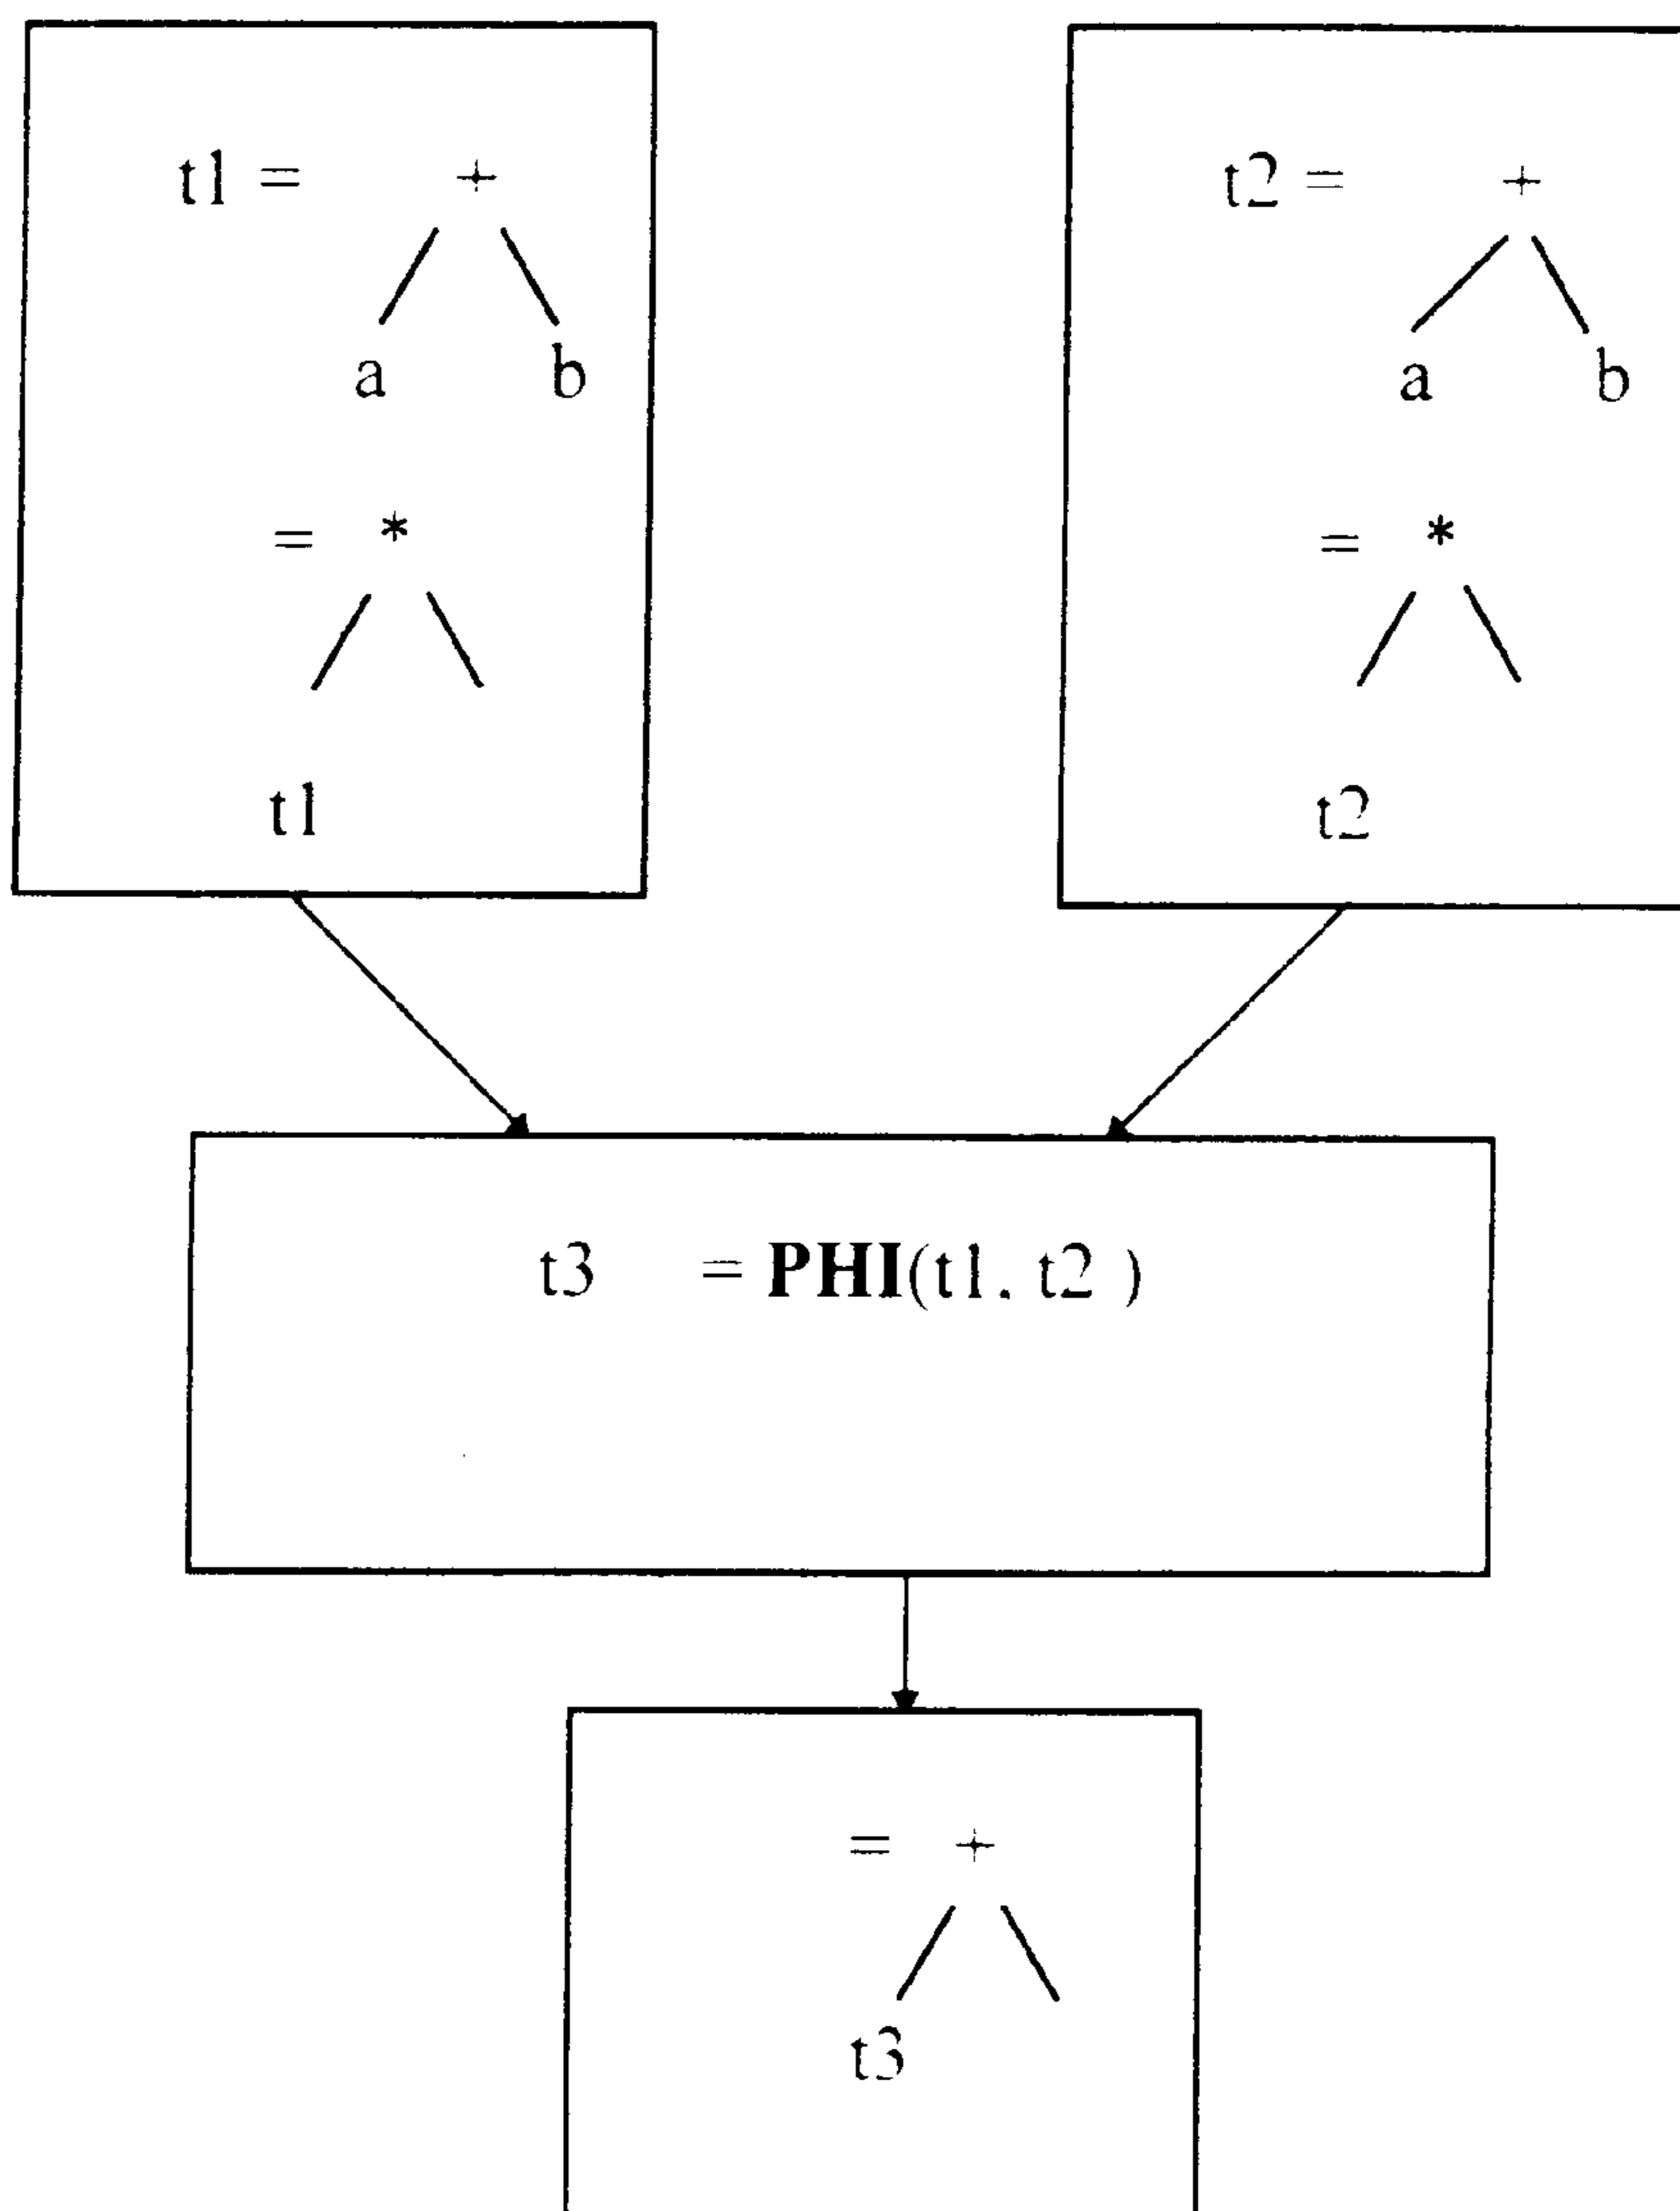 t1 = +
a b
= *
t1
t2 = +
a b
= *
t2
t3 = PHI(t1, t2 )
= +
t3